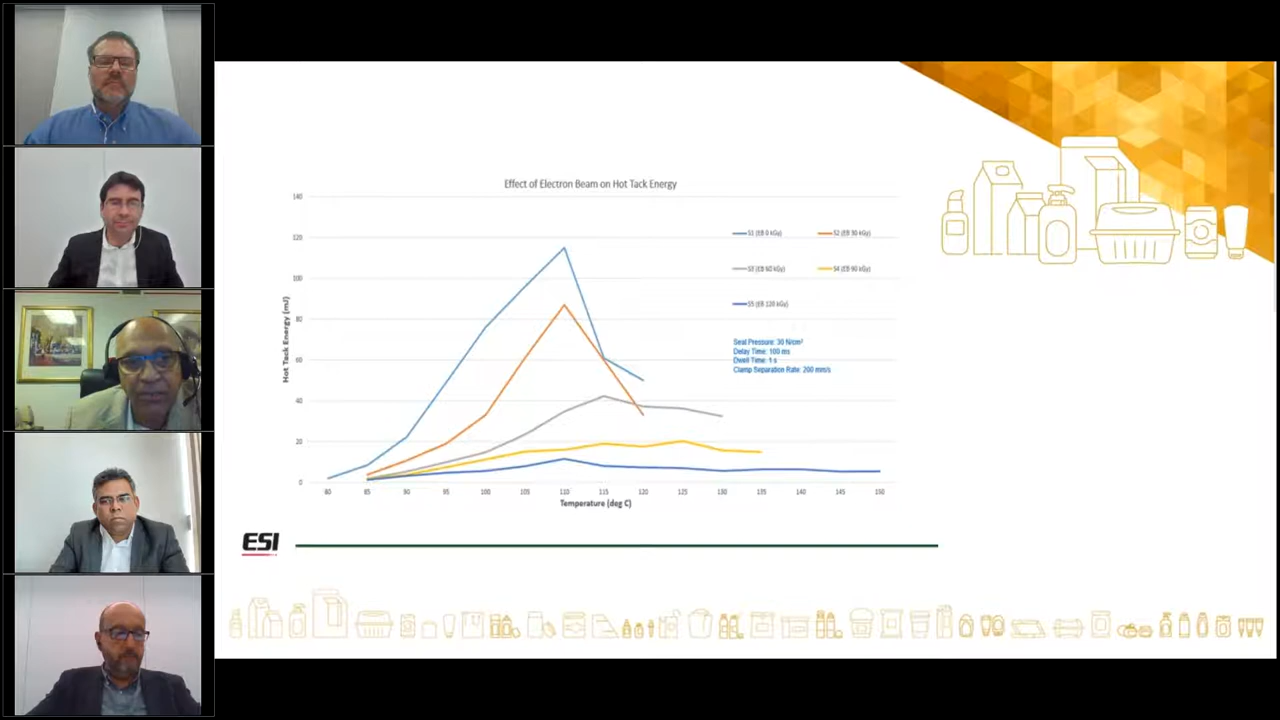 Effect of Electron Beam on Hot Tack Energy
140
120
100
80
60
40
20
0
Hot Tack Energy (mJ)
S1 (EB 0 kGy)
S2 (EB 30 kGy)
S3 (EB 60 kGy)
S4 (EB 90 kGy)
S5 (EB 120 kGy)
Seal Pressure: 30 N/cm²
Delay Time: 100 ms
Dwell Time: 1 s
Clamp Separation Rate: 200 mm/s
80 85 90 95 100 105 110 115 120 125 130 135 140 145 150
Temperature (deg C)
ESI